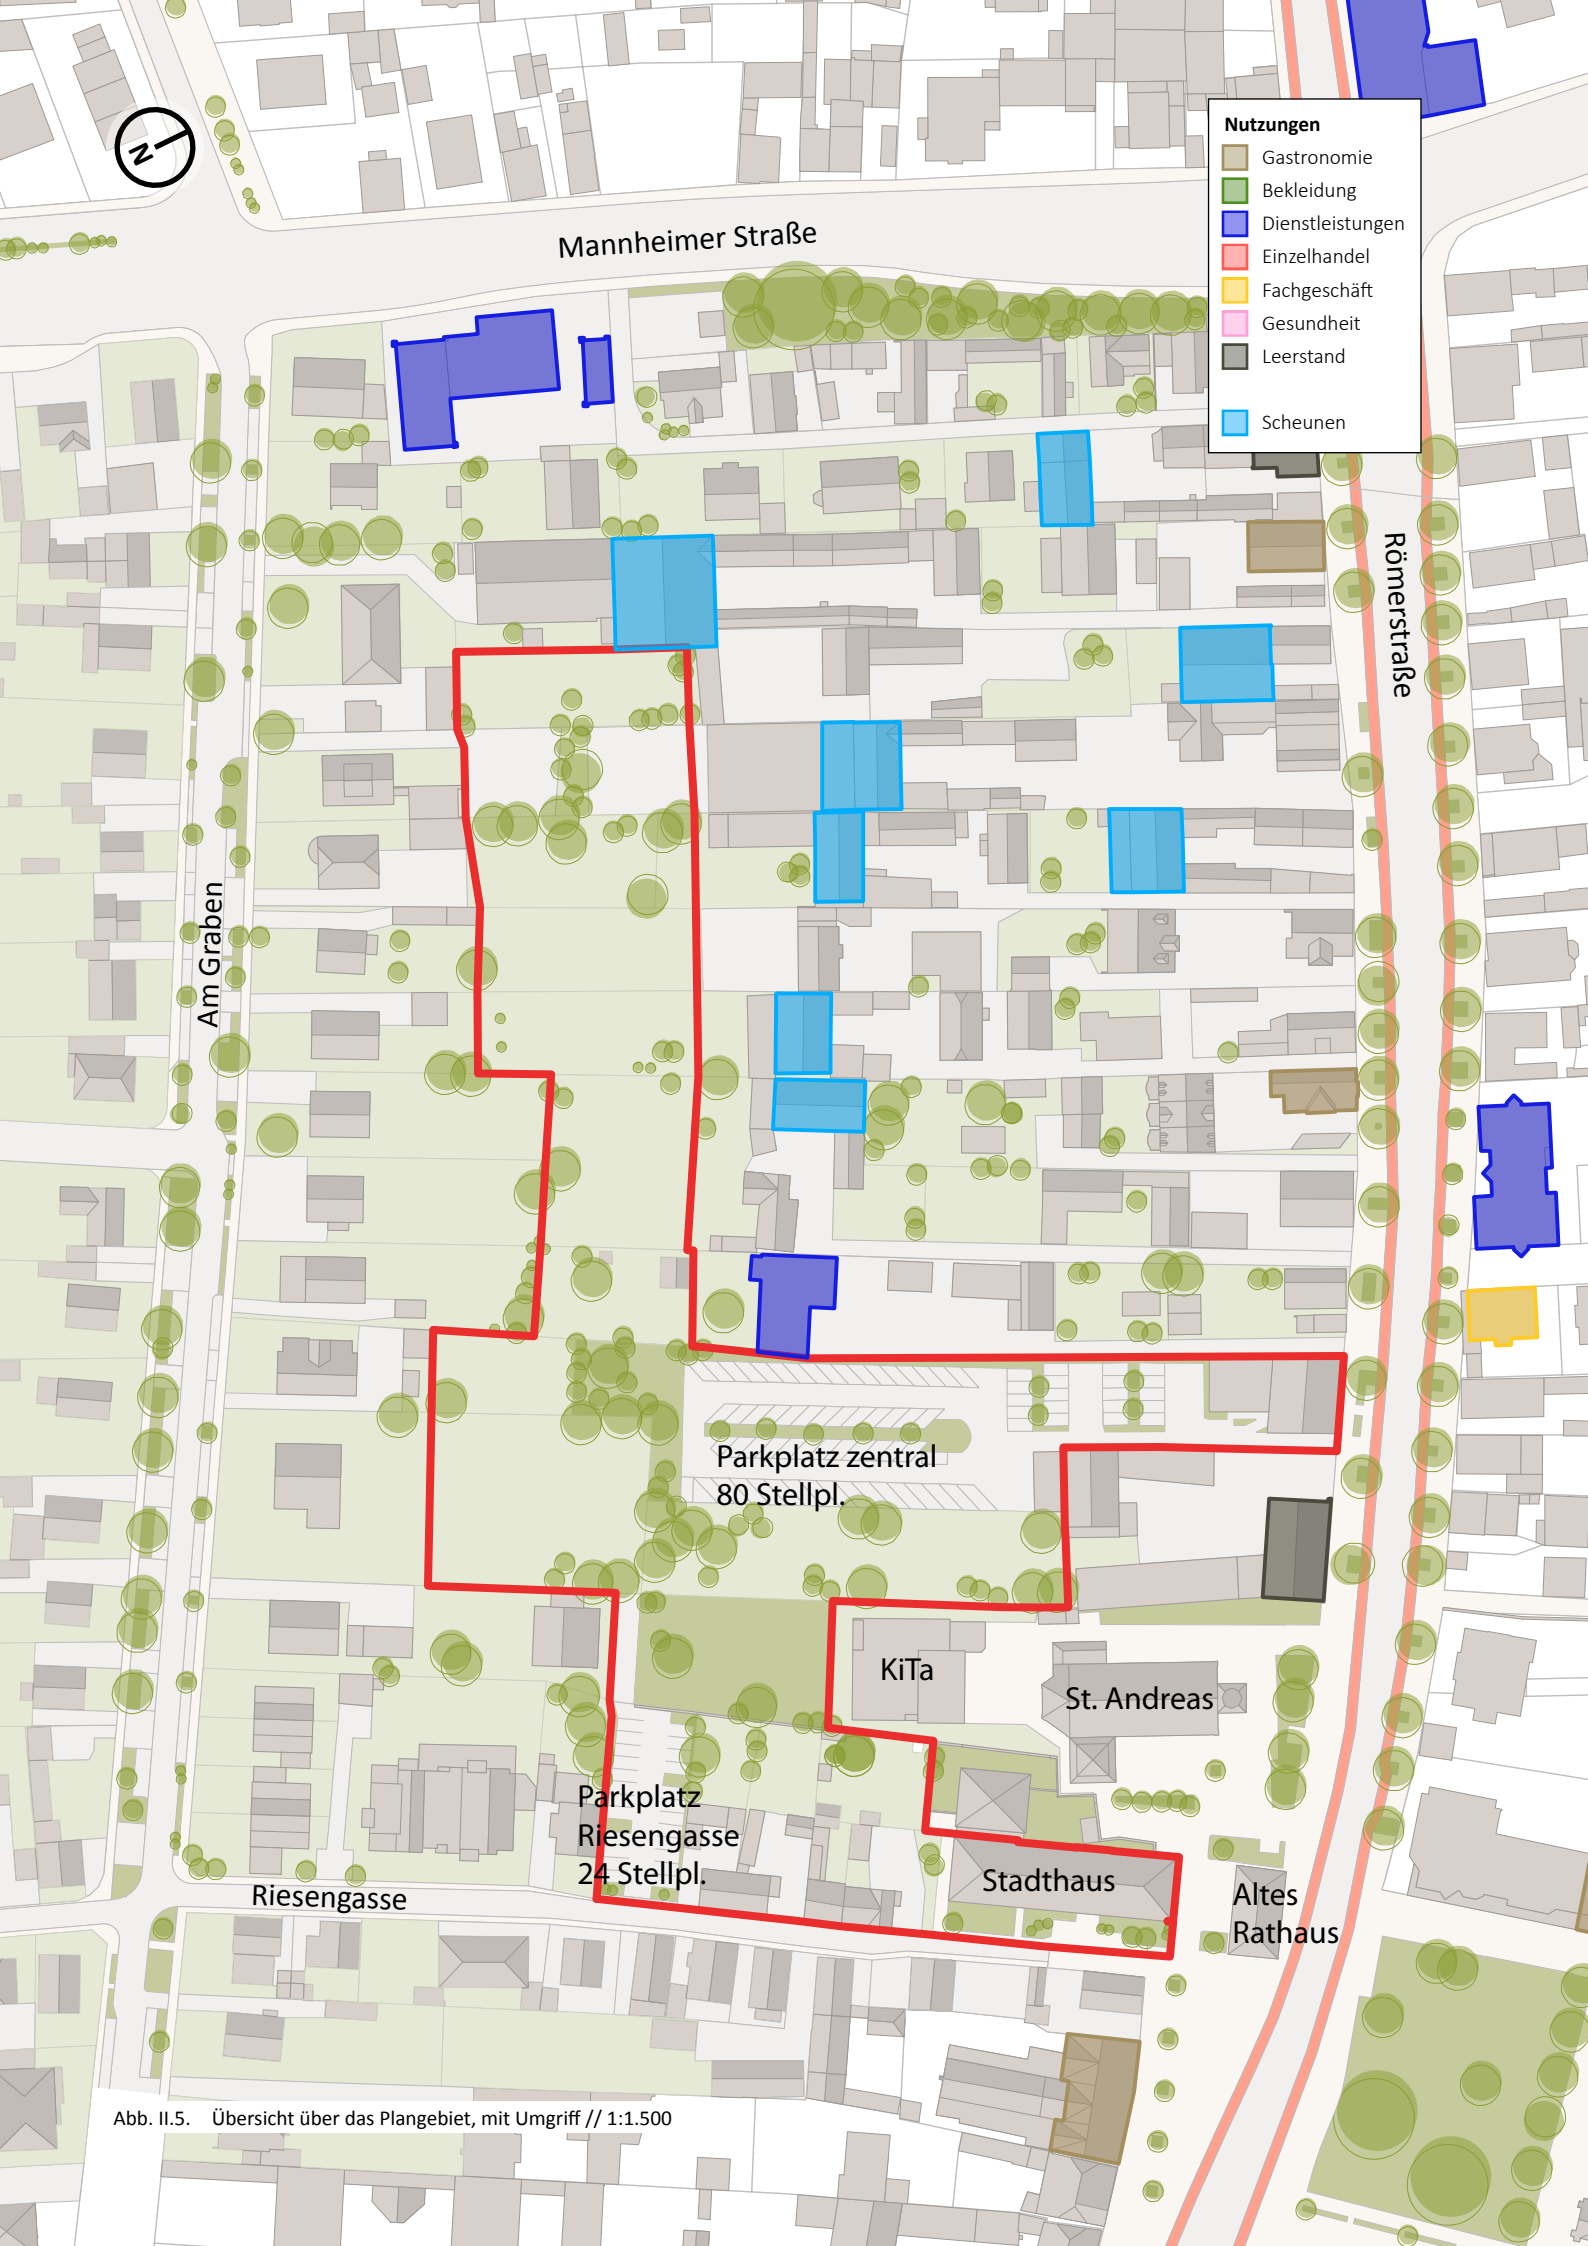 N
Nutzungen
Gastronomie
Bekleidung
Dienstleistungen
Einzelhandel
Fachgeschäft
Gesundheit
Leerstand
Scheunen
Mannheimer Straße
Römerstraße
Am Graben
Parkplatz zentral
80 Stellpl.
KiTa
St. Andreas
Parkplatz
Riesengasse
24 Stellpl.
Stadthaus
Altes
Rathaus
Riesengasse
Abb. II.5. Übersicht über das Plangebiet, mit Umgriff // 1:1.500